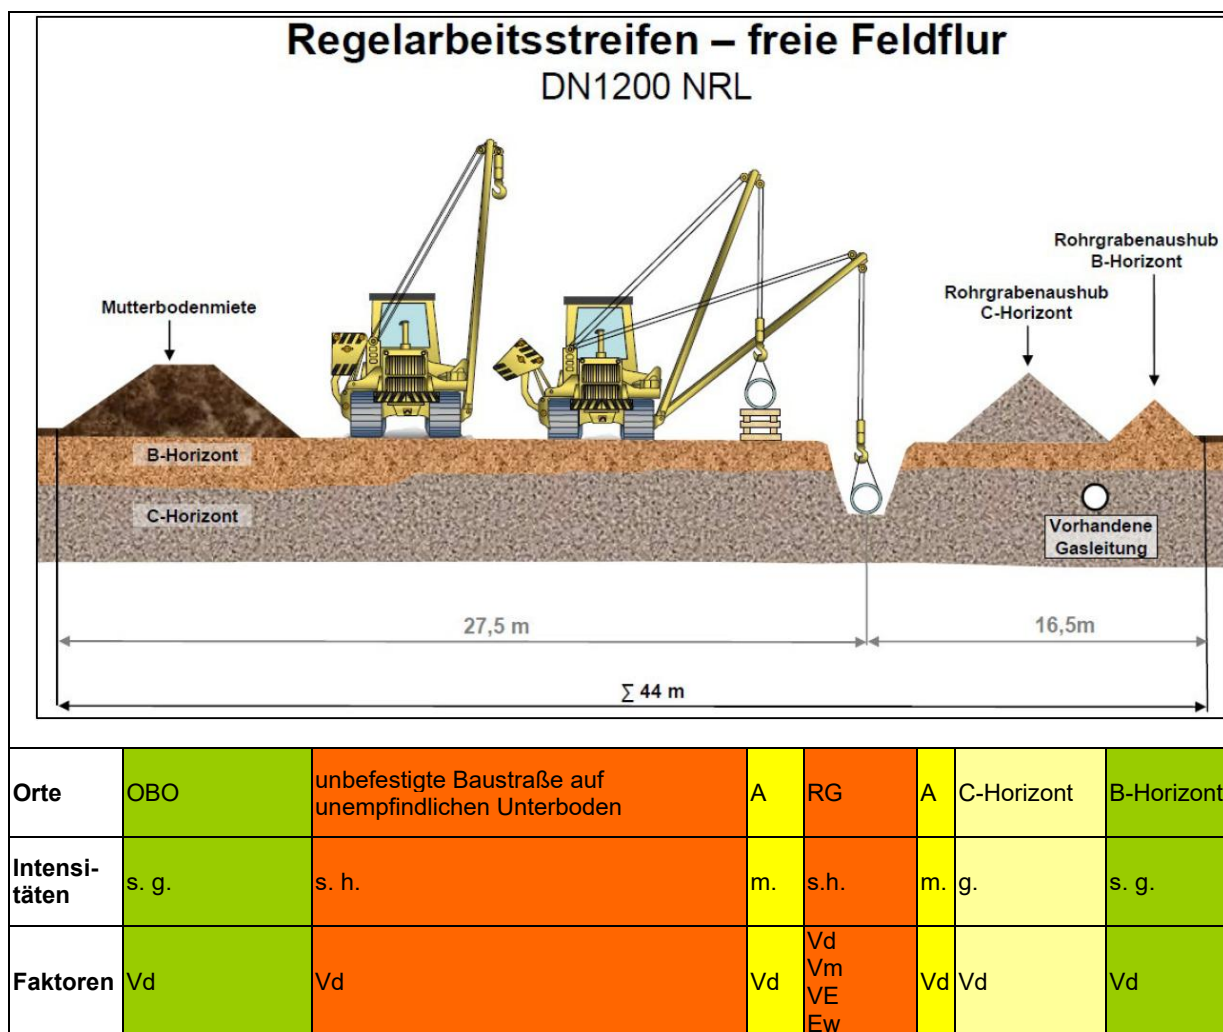 Regelarbeitsstreifen – freie Feldflur
DN1200 NRL
Mutterbodenmiete
Rohrgrabenaushub
B-Horizont
Rohrgrabenaushub
C-Horizont
B-Horizont
C-Horizont
Vorhandene
Gasleitung
27,5 m
16,5m
∑ 44 m
Orte
OBO
unbefestigte Baustraße auf
unempfindlichen Unterboden
A
RG
A
C-Horizont
B-Horizont
Intensi-
täten
s. g.
s. h.
m.
s.h.
m.
g.
s. g.
Faktoren
Vd
Vd
Vd
Vd
Vm
VE
Ew
Vd
Vd
Vd